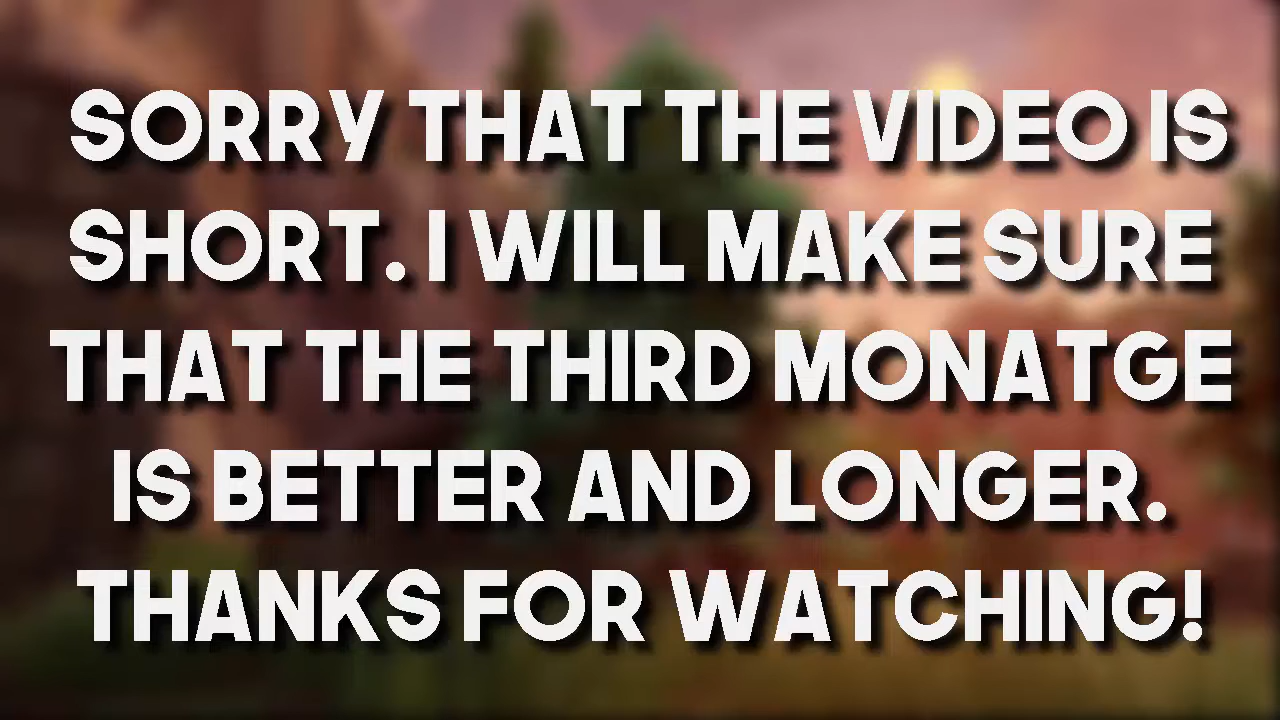 SORRY THAT THE VIDEO IS
SHORT. I WILL MAKE SURE
THAT THE THIRD MONATGE
IS BETTER AND LONGER.
THANKS FOR WATCHING!